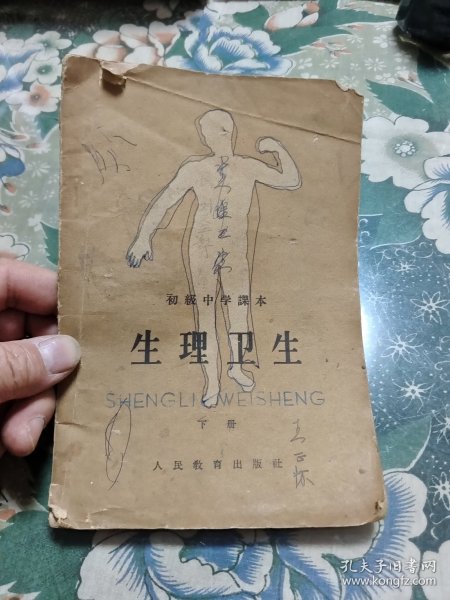 初級中学課本
生理卫生
SHENGLI WEISHENG
下册
人民教育出版社
孔夫子旧书网
www.kongfz.com